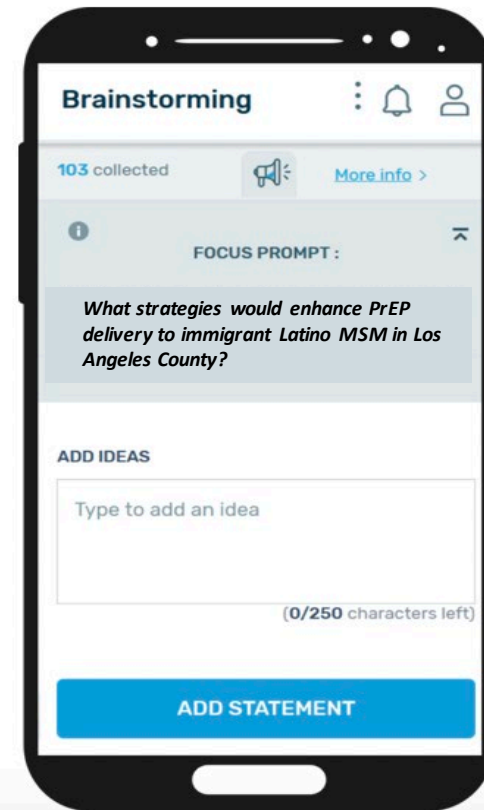 Brainstorming
103 collected
More info >
FOCUS PROMPT :
What strategies would enhance PrEP
delivery to immigrant Latino MSM in Los
Angeles County?
ADD IDEAS
Type to add an idea
(0/250 characters left)
ADD STATEMENT